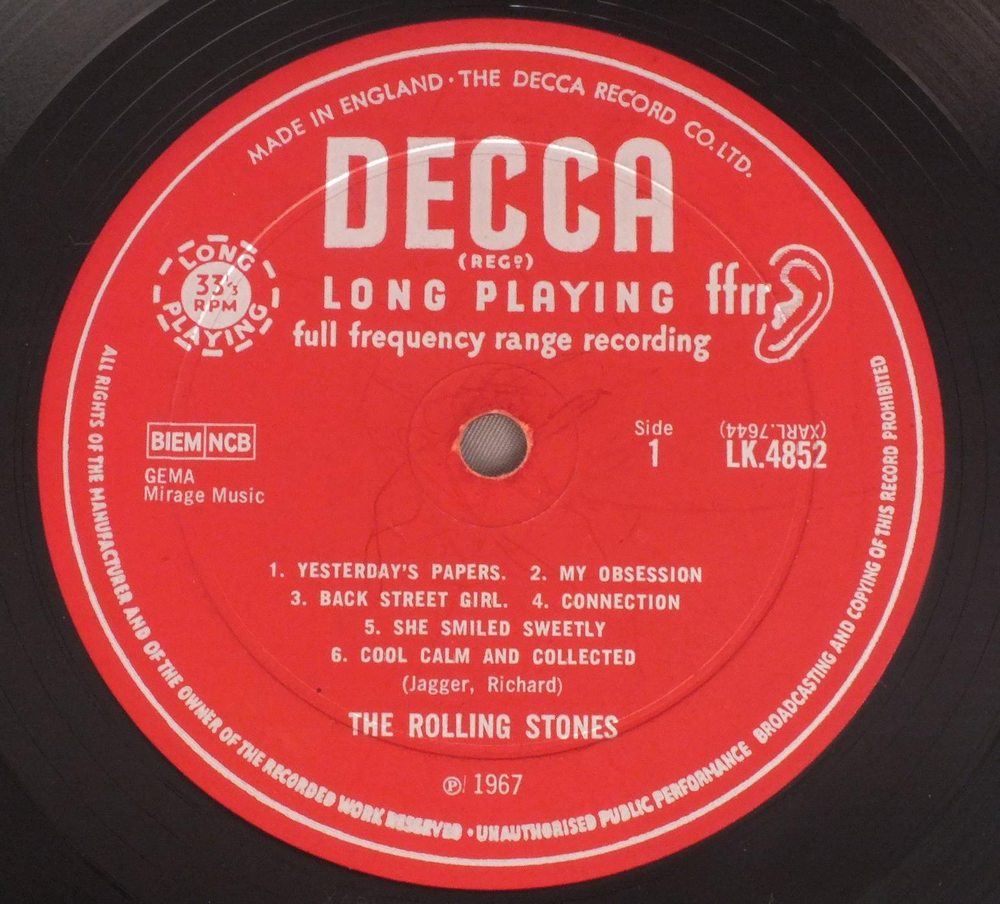 MADE IN ENGLAND · THE DECCA RECORD CO. LTD.
DECCA
(REGD)
LONG PLAYING
33 1/3
RPM
LONG PLAYING
ffrr
full frequency range recording
BIEM NCB
GEMA
Mirage Music
Side
1
(XARL.7644)
LK.4852
1. YESTERDAY'S PAPERS. 2. MY OBSESSION
3. BACK STREET GIRL. 4. CONNECTION
5. SHE SMILED SWEETLY
6. COOL CALM AND COLLECTED
(Jagger, Richard)
THE ROLLING STONES
℗ 1967
ALL RIGHTS OF THE MANUFACTURER AND OF THE OWNER OF THE RECORDED WORK RESERVED · UNAUTHORISED PUBLIC PERFORMANCE BROADCASTING AND COPYING OF THIS RECORD PROHIBITED